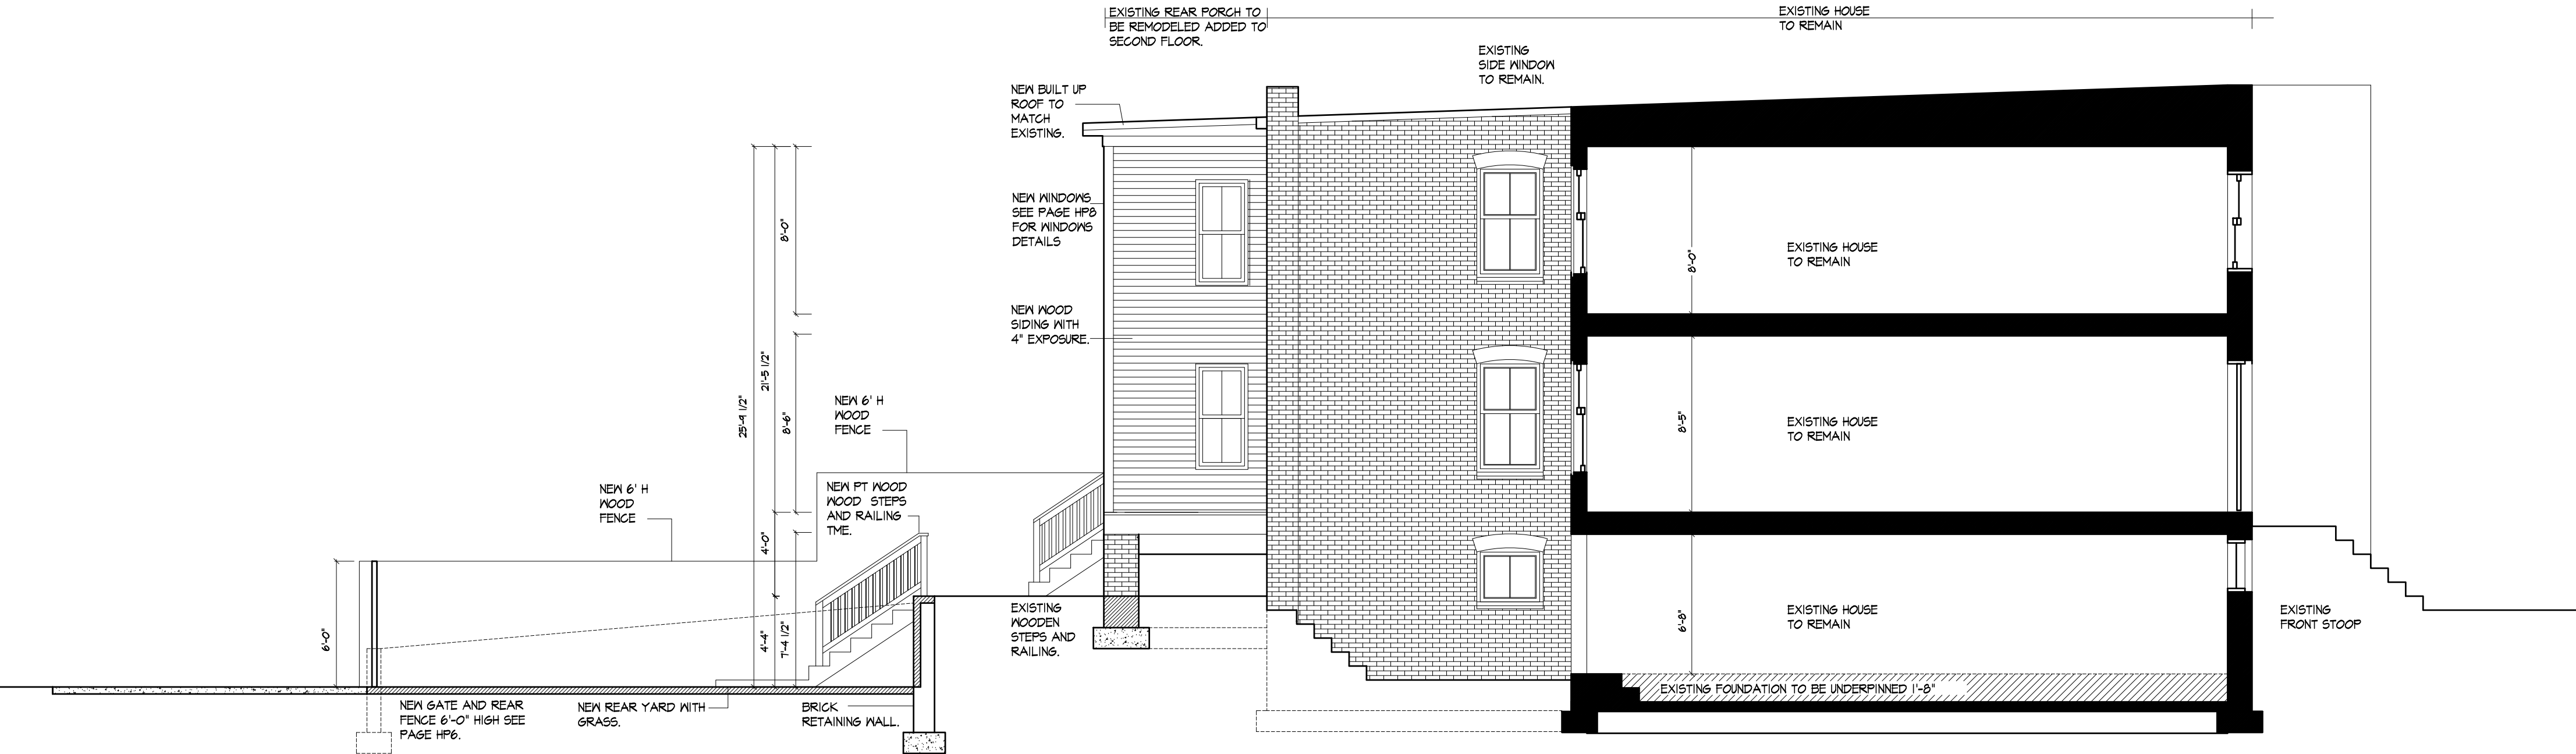 EXISTING REAR PORCH TO
BE REMODELED ADDED TO
SECOND FLOOR.
EXISTING HOUSE
TO REMAIN
EXISTING
SIDE WINDOW
TO REMAIN.
NEW BUILT UP
ROOF TO
MATCH
EXISTING.
NEW WINDOWS
SEE PAGE HP8
FOR WINDOWS
DETAILS
NEW WOOD
SIDING WITH
4" EXPOSURE.
8'-0"
21'-5 1/2"
25'-9 1/2"
8'-6"
4'-0"
4'-4"
7'-4 1/2"
6'-0"
NEW 6' H
WOOD
FENCE
NEW 6' H
WOOD
FENCE
NEW PT WOOD
WOOD STEPS
AND RAILING
TME.
8'-0"
EXISTING HOUSE
TO REMAIN
8'-5"
EXISTING HOUSE
TO REMAIN
6'-8"
EXISTING HOUSE
TO REMAIN
EXISTING
WOODEN
STEPS AND
RAILING.
EXISTING
FRONT STOOP
EXISTING FOUNDATION TO BE UNDERPINNED 1'-8"
NEW GATE AND REAR
FENCE 6'-0" HIGH SEE
PAGE HP6.
NEW REAR YARD WITH
GRASS.
BRICK
RETAINING WALL.